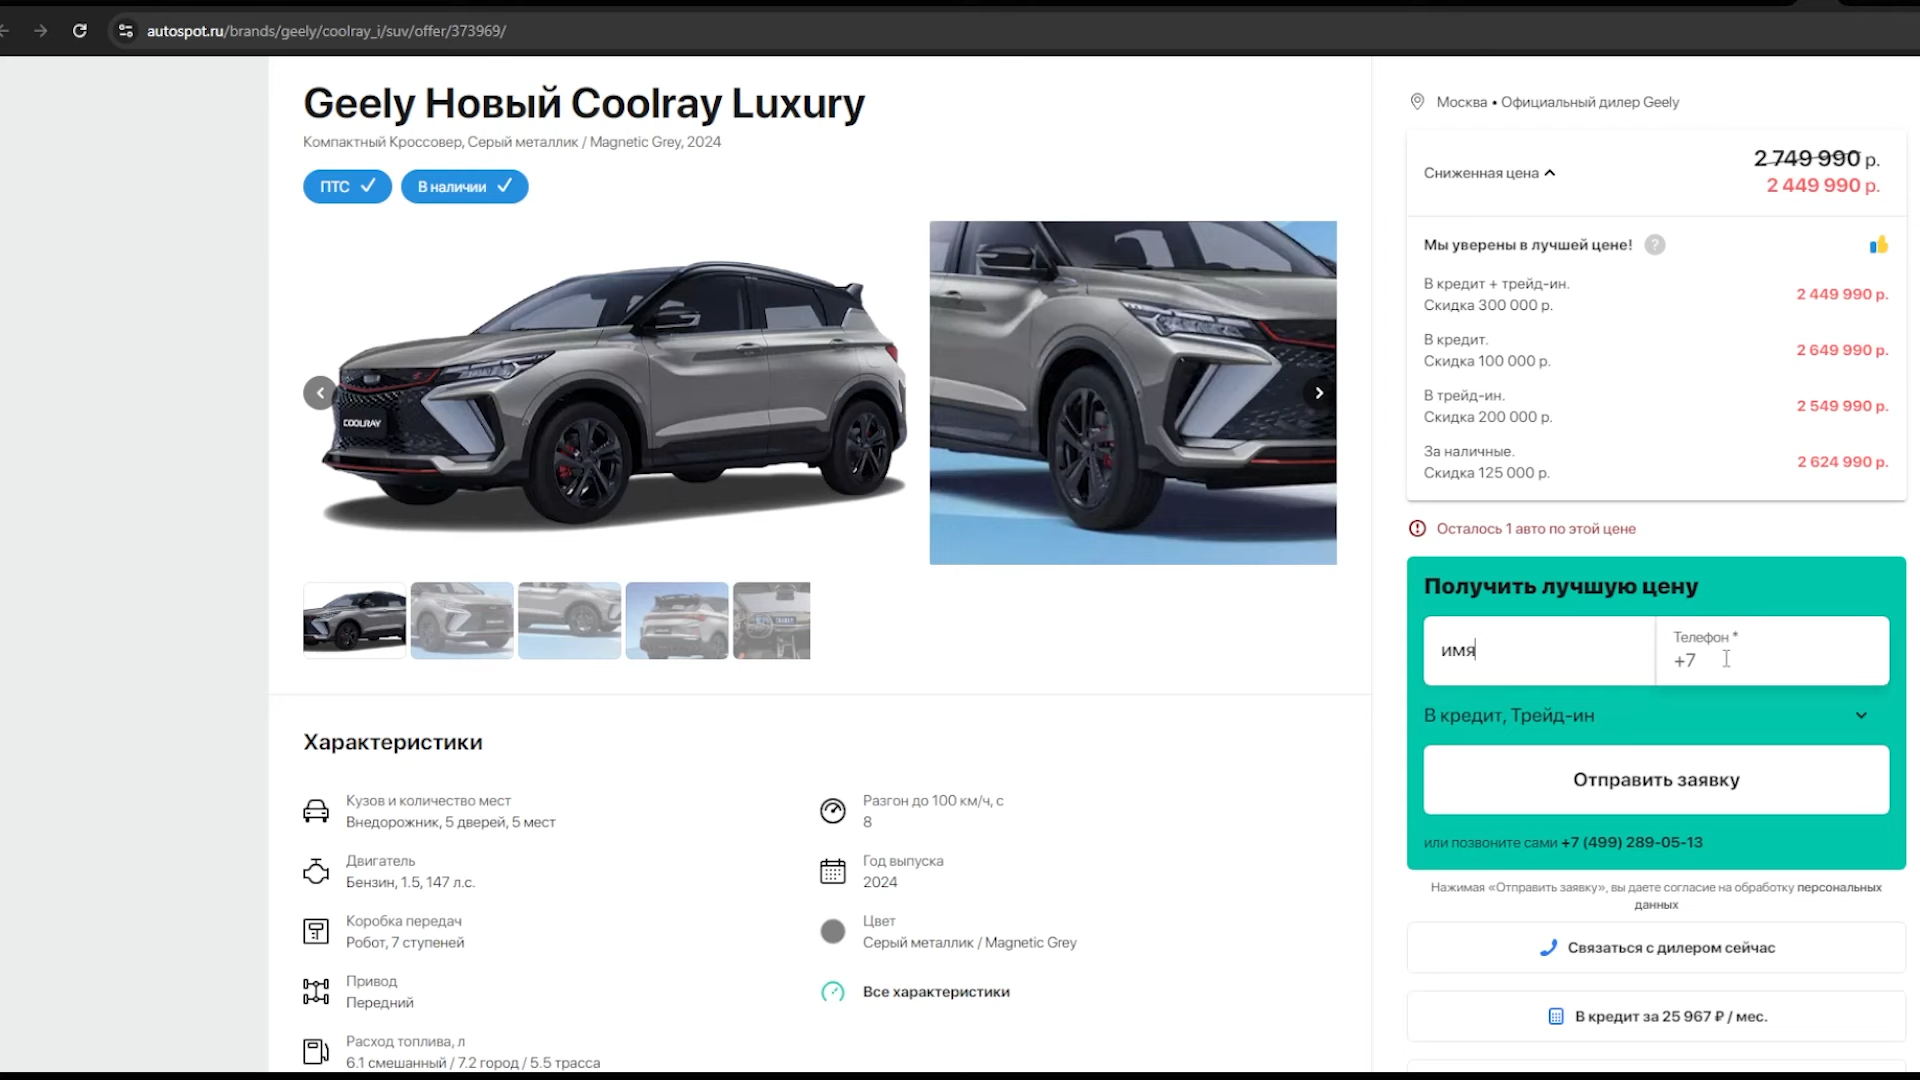 autospot.ru/brands/geely/coolray_i/suv/offer/373969/
Geely Новый Coolray Luxury
Компактный Кроссовер, Серый металлик / Magnetic Grey, 2024
ПТС
В наличии
COOLRAY
Характеристики
Кузов и количество мест
Внедорожник, 5 дверей, 5 мест
Двигатель
Бензин, 1.5, 147 л.с.
Коробка передач
Робот, 7 ступеней
Привод
Передний
Расход топлива, л
6.1 смешанный / 7.2 город / 5.5 трасса
Разгон до 100 км/ч, с
8
Год выпуска
2024
Цвет
Серый металлик / Magnetic Grey
Все характеристики
Москва • Официальный дилер Geely
Сниженная цена
2 749 990 р.
2 449 990 р.
Мы уверены в лучшей цене! ?
В кредит + трейд-ин.
Скидка 300 000 р.
2 449 990 р.
В кредит.
Скидка 100 000 р.
2 649 990 р.
В трейд-ин.
Скидка 200 000 р.
2 549 990 р.
За наличные.
Скидка 125 000 р.
2 624 990 р.
Осталось 1 авто по этой цене
Получить лучшую цену
имя
Телефон *
+7
В кредит, Трейд-ин
Отправить заявку
или позвоните сами +7 (499) 289-05-13
Нажимая «Отправить заявку», вы даете согласие на обработку персональных
данных
Связаться с дилером сейчас
В кредит за 25 967 ₽ / мес.